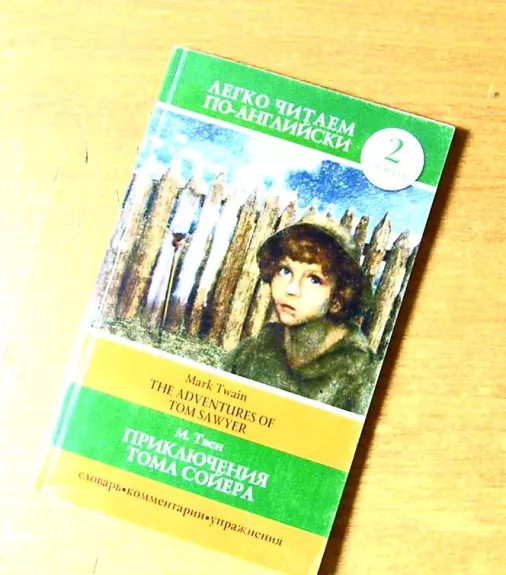 ЛЕГКО ЧИТАЕМ
ПО-АНГЛИЙСКИ
2
Mark Twain
THE ADVENTURES OF
TOM SAWYER
М. Твен
ПРИКЛЮЧЕНИЯ
ТОМА СОЙЕРА
словарь•комментарии•упражнения